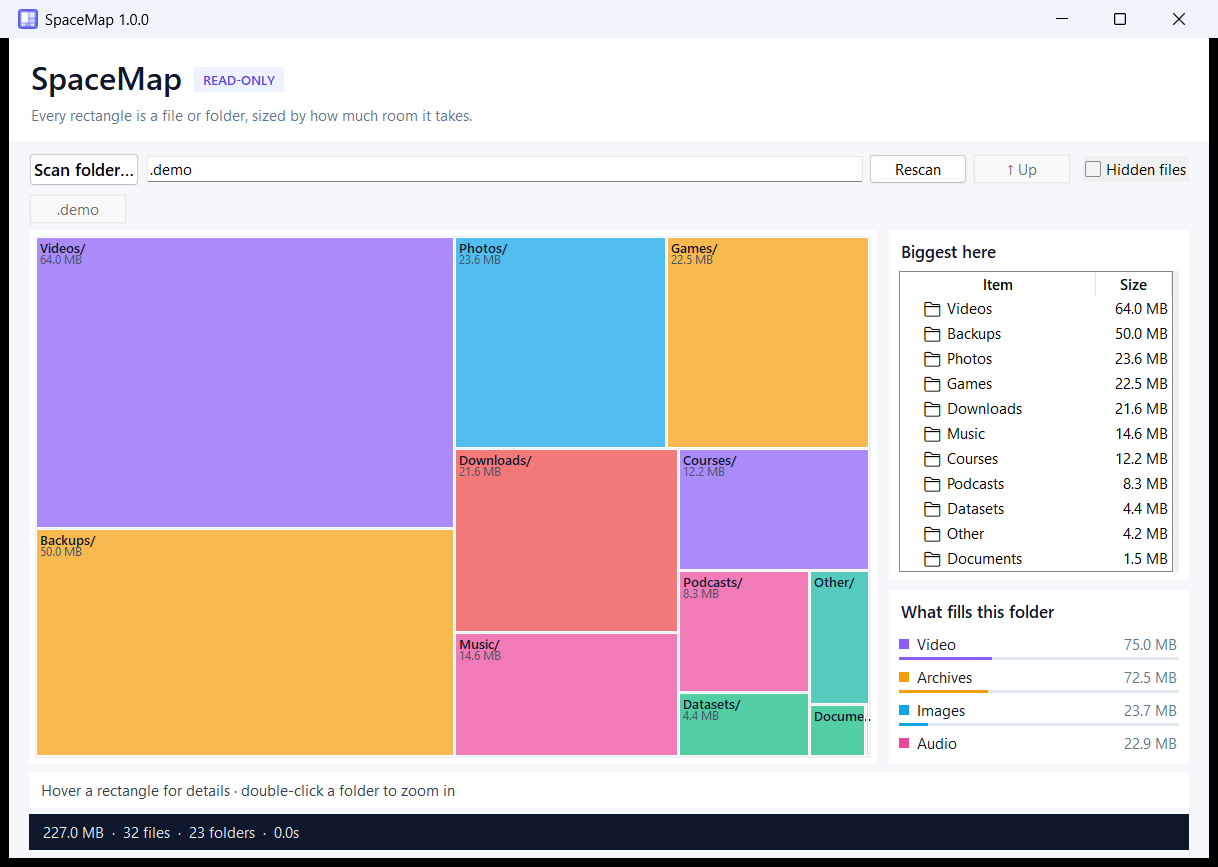 SpaceMap 1.0.0
SpaceMap READ-ONLY
Every rectangle is a file or folder, sized by how much room it takes.
Scan folder... .demo Rescan ↑ Up Hidden files
.demo
Videos/
64.0 MB
Photos/
23.6 MB
Games/
22.5 MB
Downloads/
21.6 MB
Courses/
12.2 MB
Backups/
50.0 MB
Podcasts/
8.3 MB
Other/
Music/
14.6 MB
Datasets/
4.4 MB
Docume..
Biggest here
Item Size
Videos 64.0 MB
Backups 50.0 MB
Photos 23.6 MB
Games 22.5 MB
Downloads 21.6 MB
Music 14.6 MB
Courses 12.2 MB
Podcasts 8.3 MB
Datasets 4.4 MB
Other 4.2 MB
Documents 1.5 MB
What fills this folder
Video 75.0 MB
Archives 72.5 MB
Images 23.7 MB
Audio 22.9 MB
Hover a rectangle for details · double-click a folder to zoom in
227.0 MB · 32 files · 23 folders · 0.0s